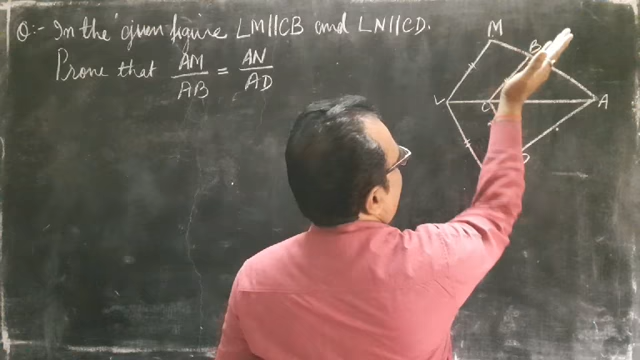 Q:- In the given figure LM||CB and LN||CD.
Prove that AM/AB = AN/AD
M
B
L
C
A